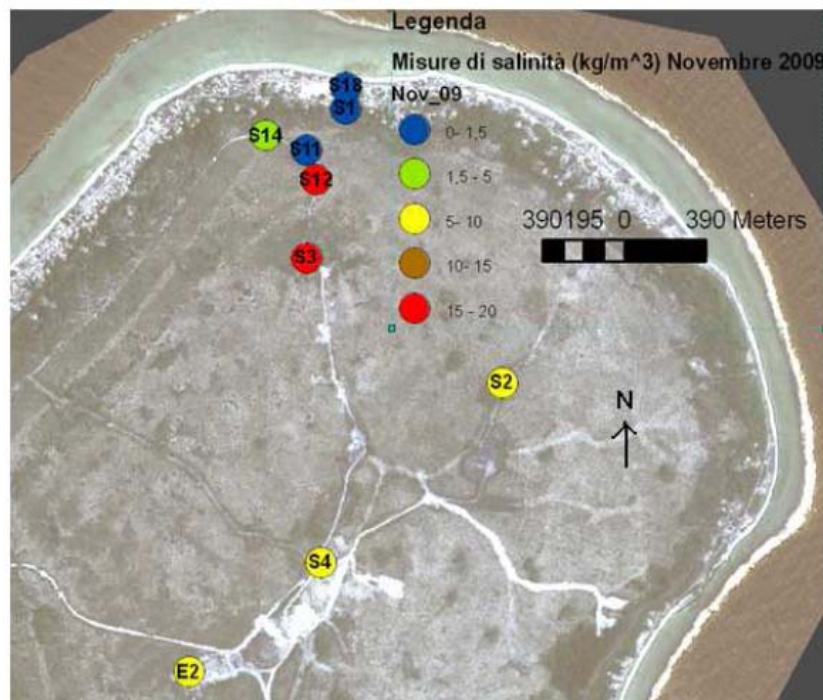 Legenda
Misure di salinità (kg/m^3) Novembre 2009
Nov_09
0- 1,5
1,5 - 5
5- 10
10- 15
15 - 20
390195 0 390 Meters
S18
S1
S14
S11
S12
S3
S2
N
S4
E2